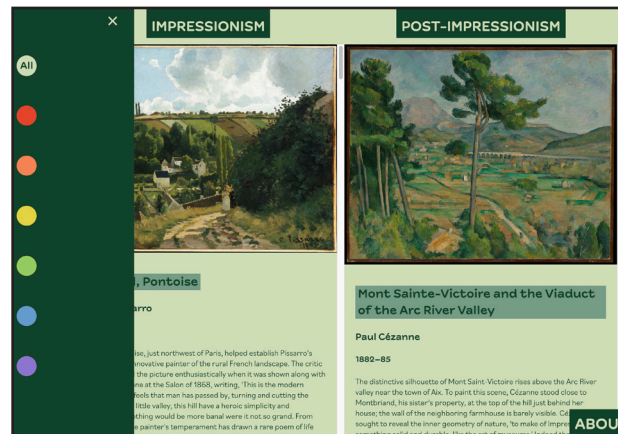 ×
IMPRESSIONISM
POST-IMPRESSIONISM
All
l, Pontoise
arro
ise, just northwest of Paris, helped establish Pissarro's
nnovative painter of the rural French landscape. The critic
the picture enthusiastically when it was shown along with
one at the Salon of 1868, writing, 'This is the modern
feels that man has passed by, turning and cutting the
little valley, this hill have a heroic simplicity and
othing would be more banal were it not so grand. From
e painter's temperament has drawn a rare poem of life
Mont Sainte-Victoire and the Viaduct
of the Arc River Valley
Paul Cézanne
1882–85
The distinctive silhouette of Mont Saint-Victoire rises above the Arc River
valley near the town of Aix. To paint this scene, Cézanne stood close to
Montbriand, his sister's property, at the top of the hill just behind her
house; the wall of the neighboring farmhouse is barely visible. Cé
sought to reveal the inner geometry of nature, 'to make of Impres
ABOU